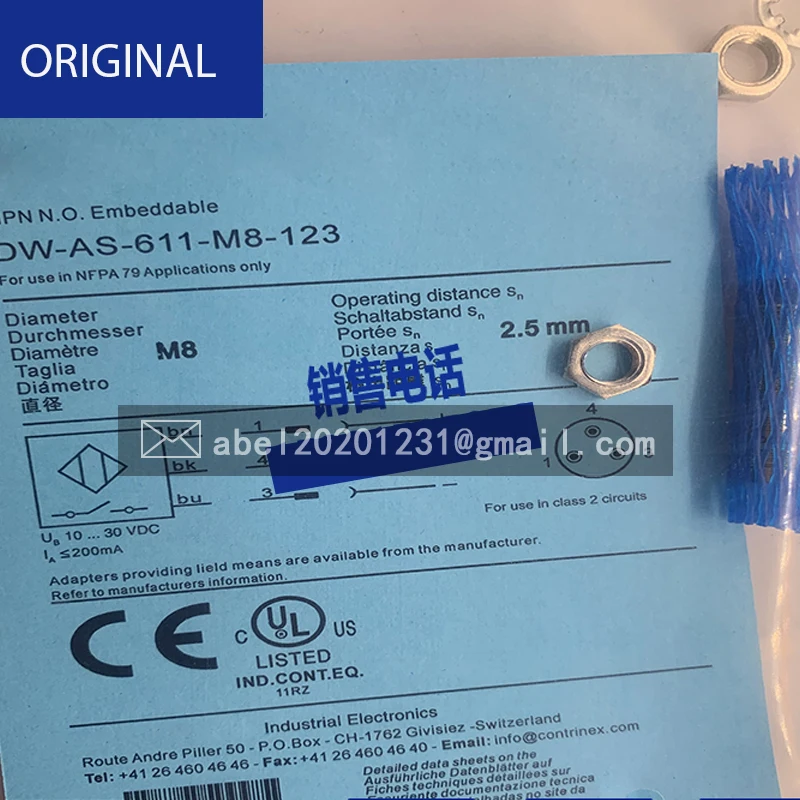 ORIGINAL
PN N.O. Embeddable
DW-AS-611-M8-123
For use in NFPA 79 Applications only
Diameter
Durchmesser
Diamètre
Taglia
Diámetro
直径
M8
Operating distance sn
Schaltabstand sn
Portée sn
Distanza s
2.5 mm
销售电话
abel20201231@gmail.com
1
bk
4
bu
3
4
1
For use in class 2 circuits
UB 10 ... 30 VDC
IA ≤200mA
Adapters providing field means are available from the manufacturer.
Refer to manufacturers information.
CE
C UL US
LISTED
IND.CONT.EQ.
11RZ
Industrial Electronics
Route Andre Piller 50 - P.O.Box - CH-1762 Givisiez -Switzerland
Tel: +41 26 460 46 46 - Fax: +41 26 460 46 40 - Email: info@contrinex.com
Detailed data sheets on
Ausführliche Datenblätter auf
Fiches techniques détaillées sur
Esaudiente documentazione tecnica